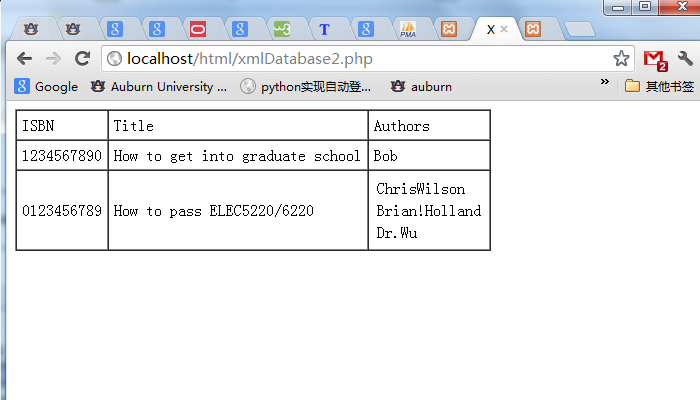 PMA
X
localhost/html/xmlDatabase2.php
2
Google
Auburn University ...
python实现自动登...
auburn
»
其他书签
ISBN Title Authors
1234567890 How to get into graduate school Bob
ChrisWilson
0123456789 How to pass ELEC5220/6220 Brian!Holland
Dr.Wu